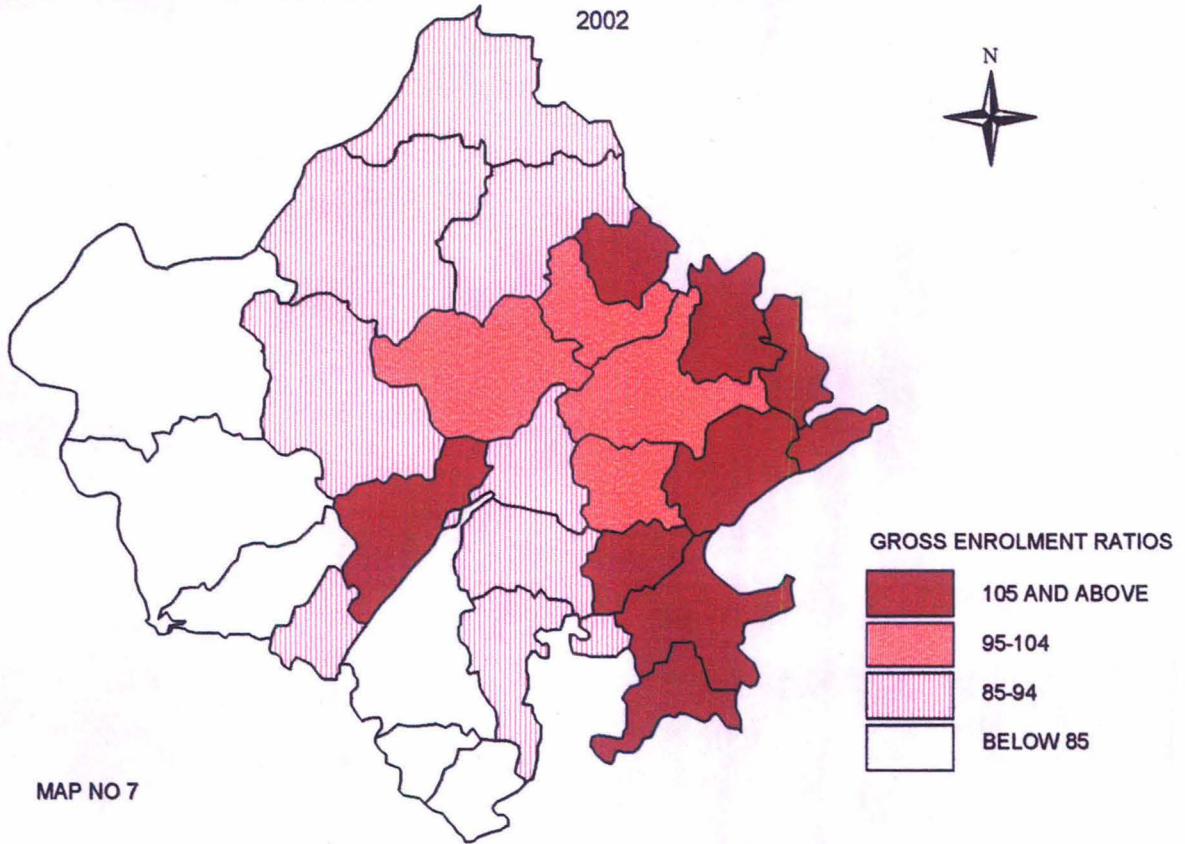 2002
N
GROSS ENROLMENT RATIOS
105 AND ABOVE
95-104
85-94
BELOW 85
MAP NO 7